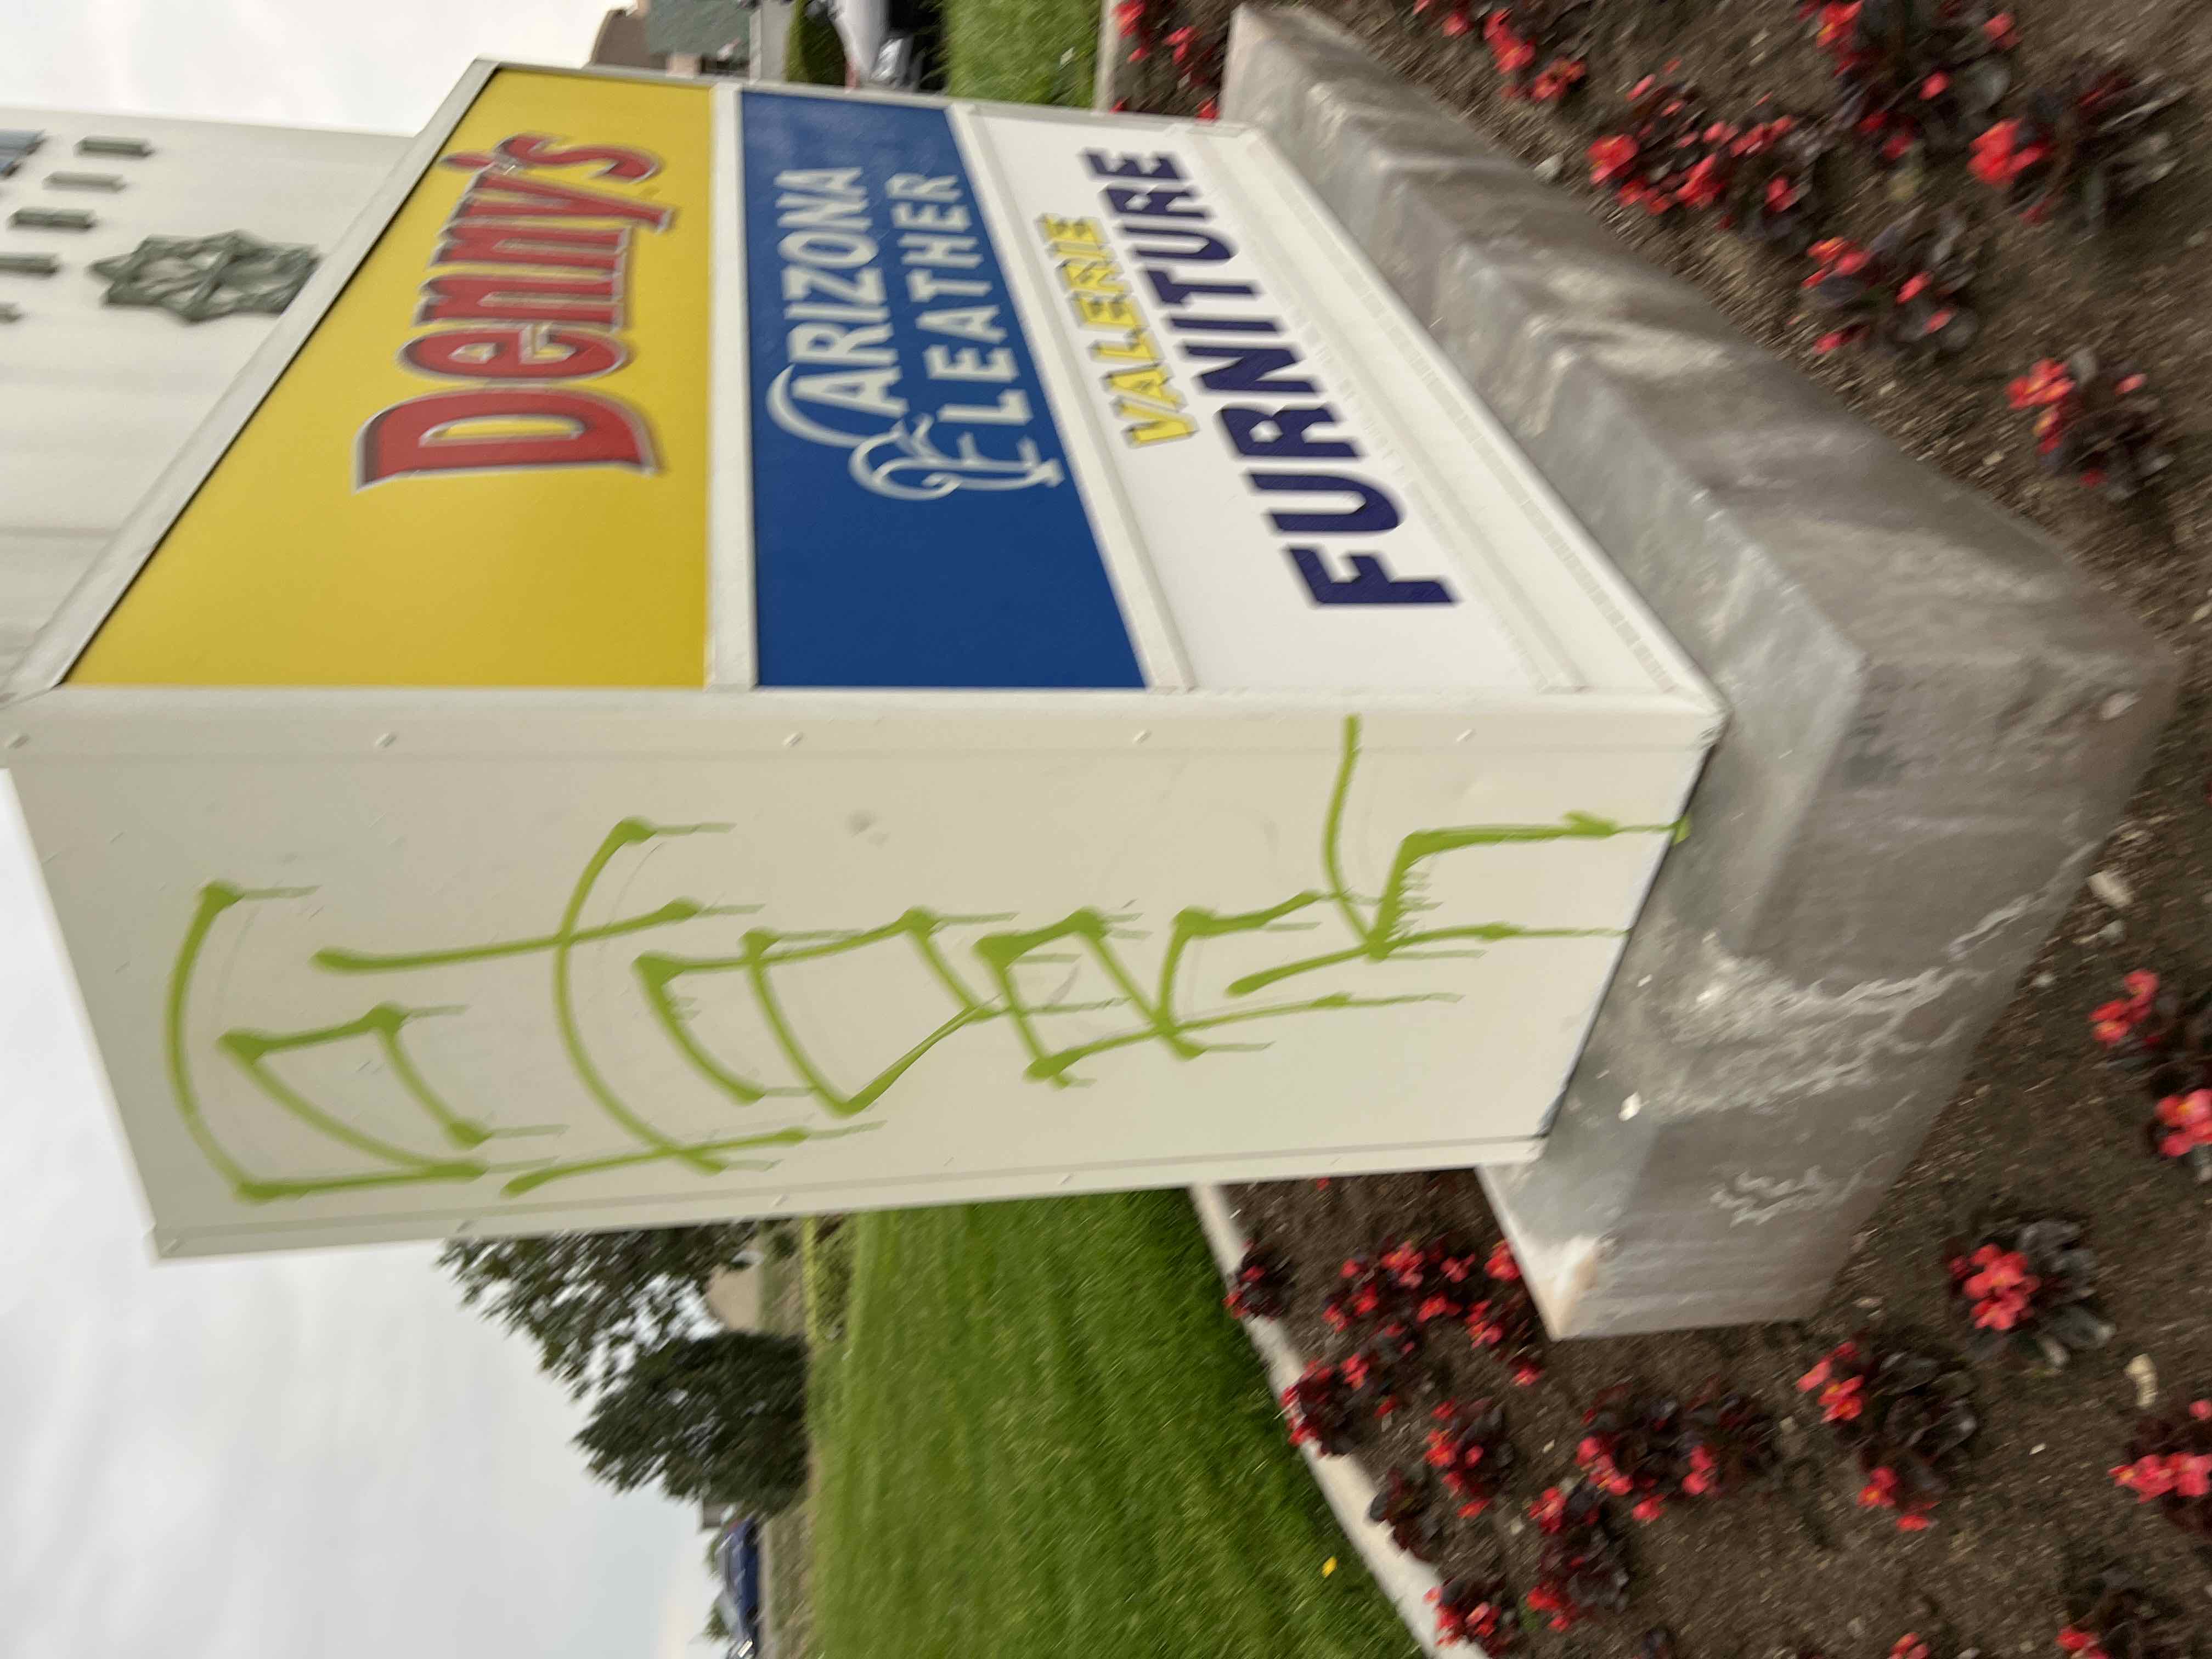 Denny's
ARIZONA
LEATHER
VALERIE
FURNITURE